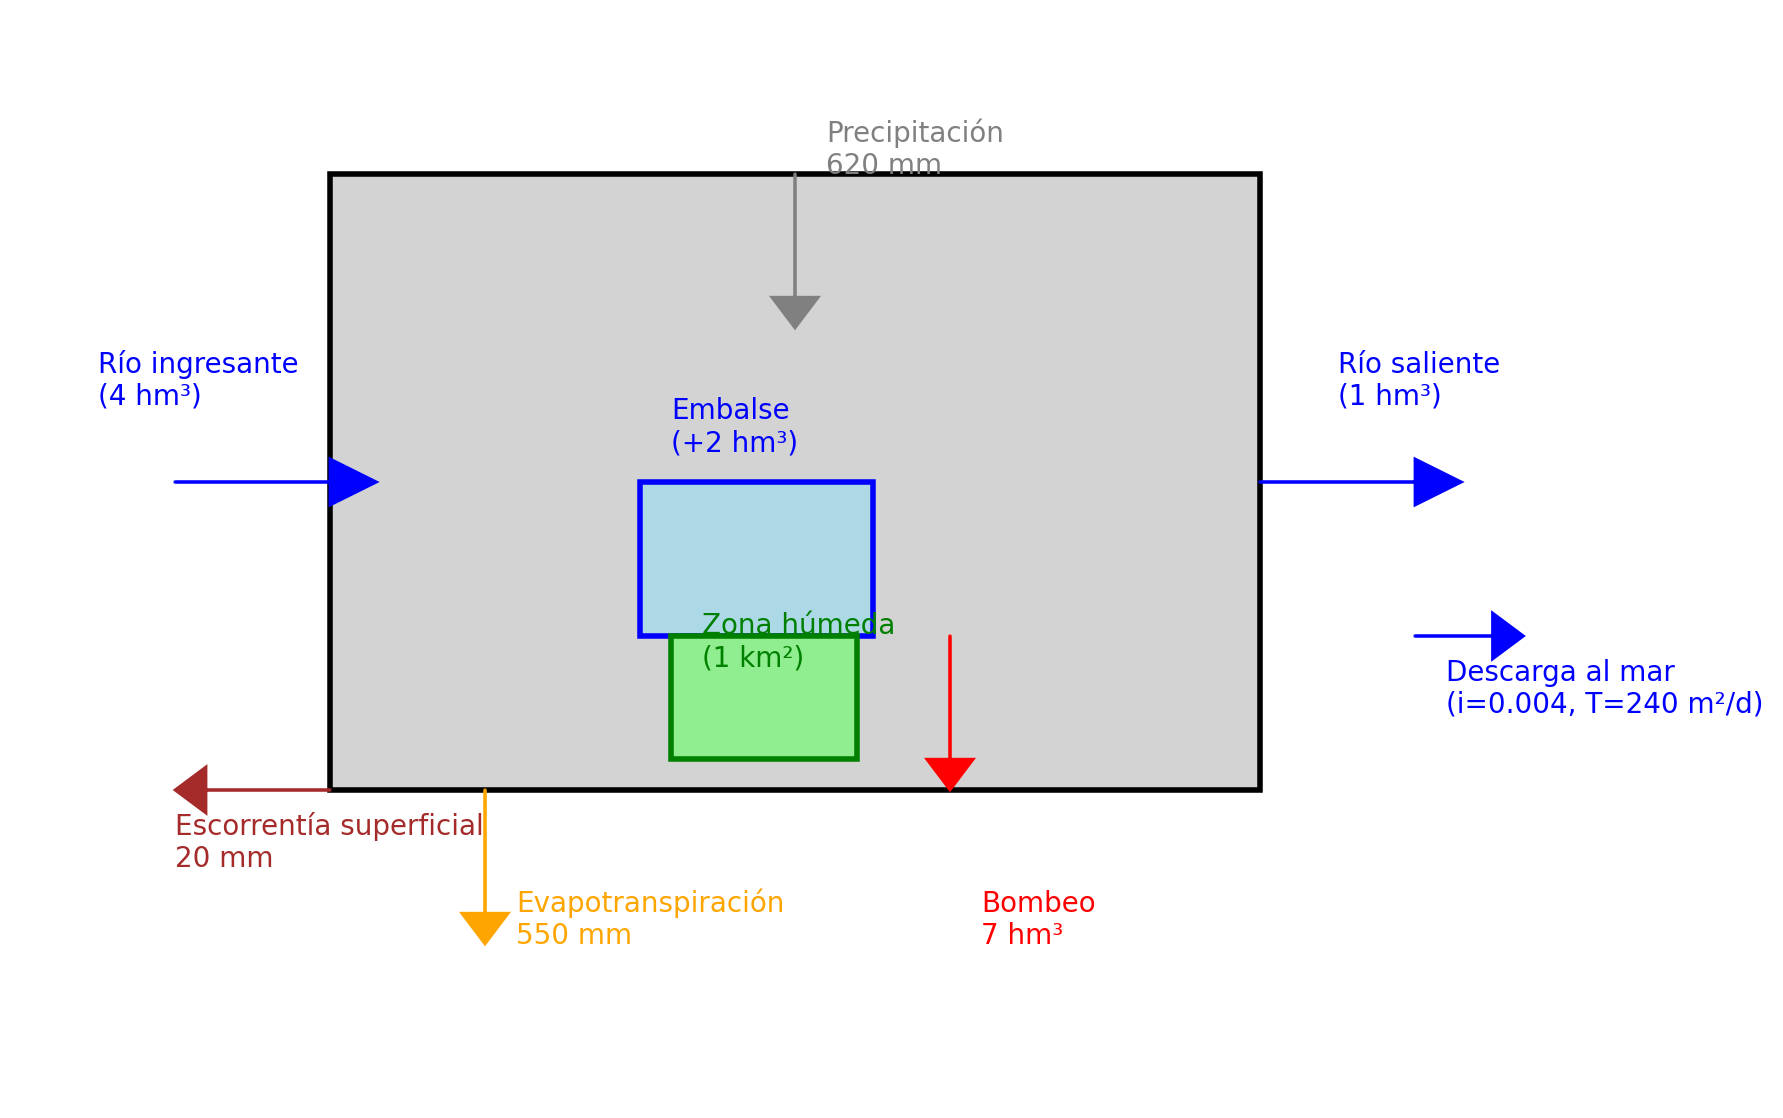 Precipitación
620 mm
Río ingresante
(4 hm³)
Río saliente
(1 hm³)
Embalse
(+2 hm³)
Zona húmeda
(1 km²)
Descarga al mar
(i=0.004, T=240 m²/d)
Escorrentía superficial
20 mm
Evapotranspiración
550 mm
Bombeo
7 hm³